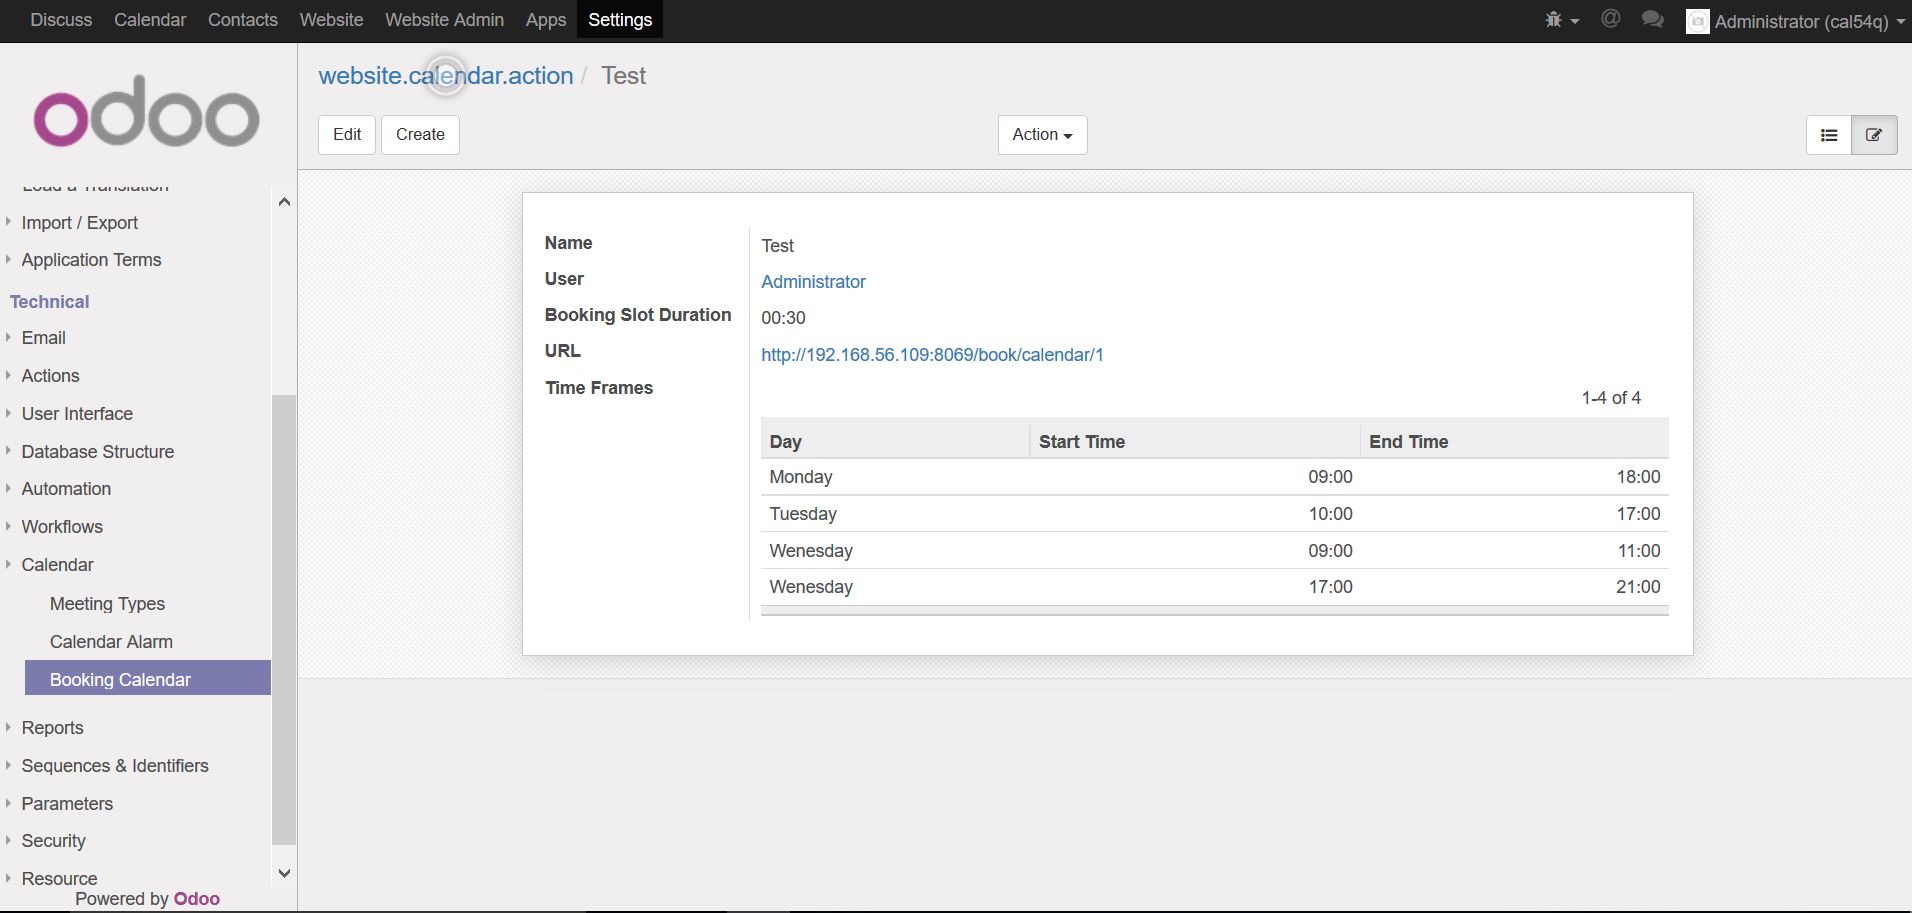 Discuss Calendar Contacts Website Website Admin Apps Settings @ Administrator (cal54q)
odoo
website.calendar.action / Test
Edit Create Action
Load a Translation
Import / Export
Application Terms
Technical
Email
Actions
User Interface
Database Structure
Automation
Workflows
Calendar
Meeting Types
Calendar Alarm
Booking Calendar
Reports
Sequences & Identifiers
Parameters
Security
Resource
Powered by Odoo
Name Test
User Administrator
Booking Slot Duration 00:30
URL http://192.168.56.109:8069/book/calendar/1
Time Frames
1-4 of 4
Day Start Time End Time
Monday 09:00 18:00
Tuesday 10:00 17:00
Wenesday 09:00 11:00
Wenesday 17:00 21:00